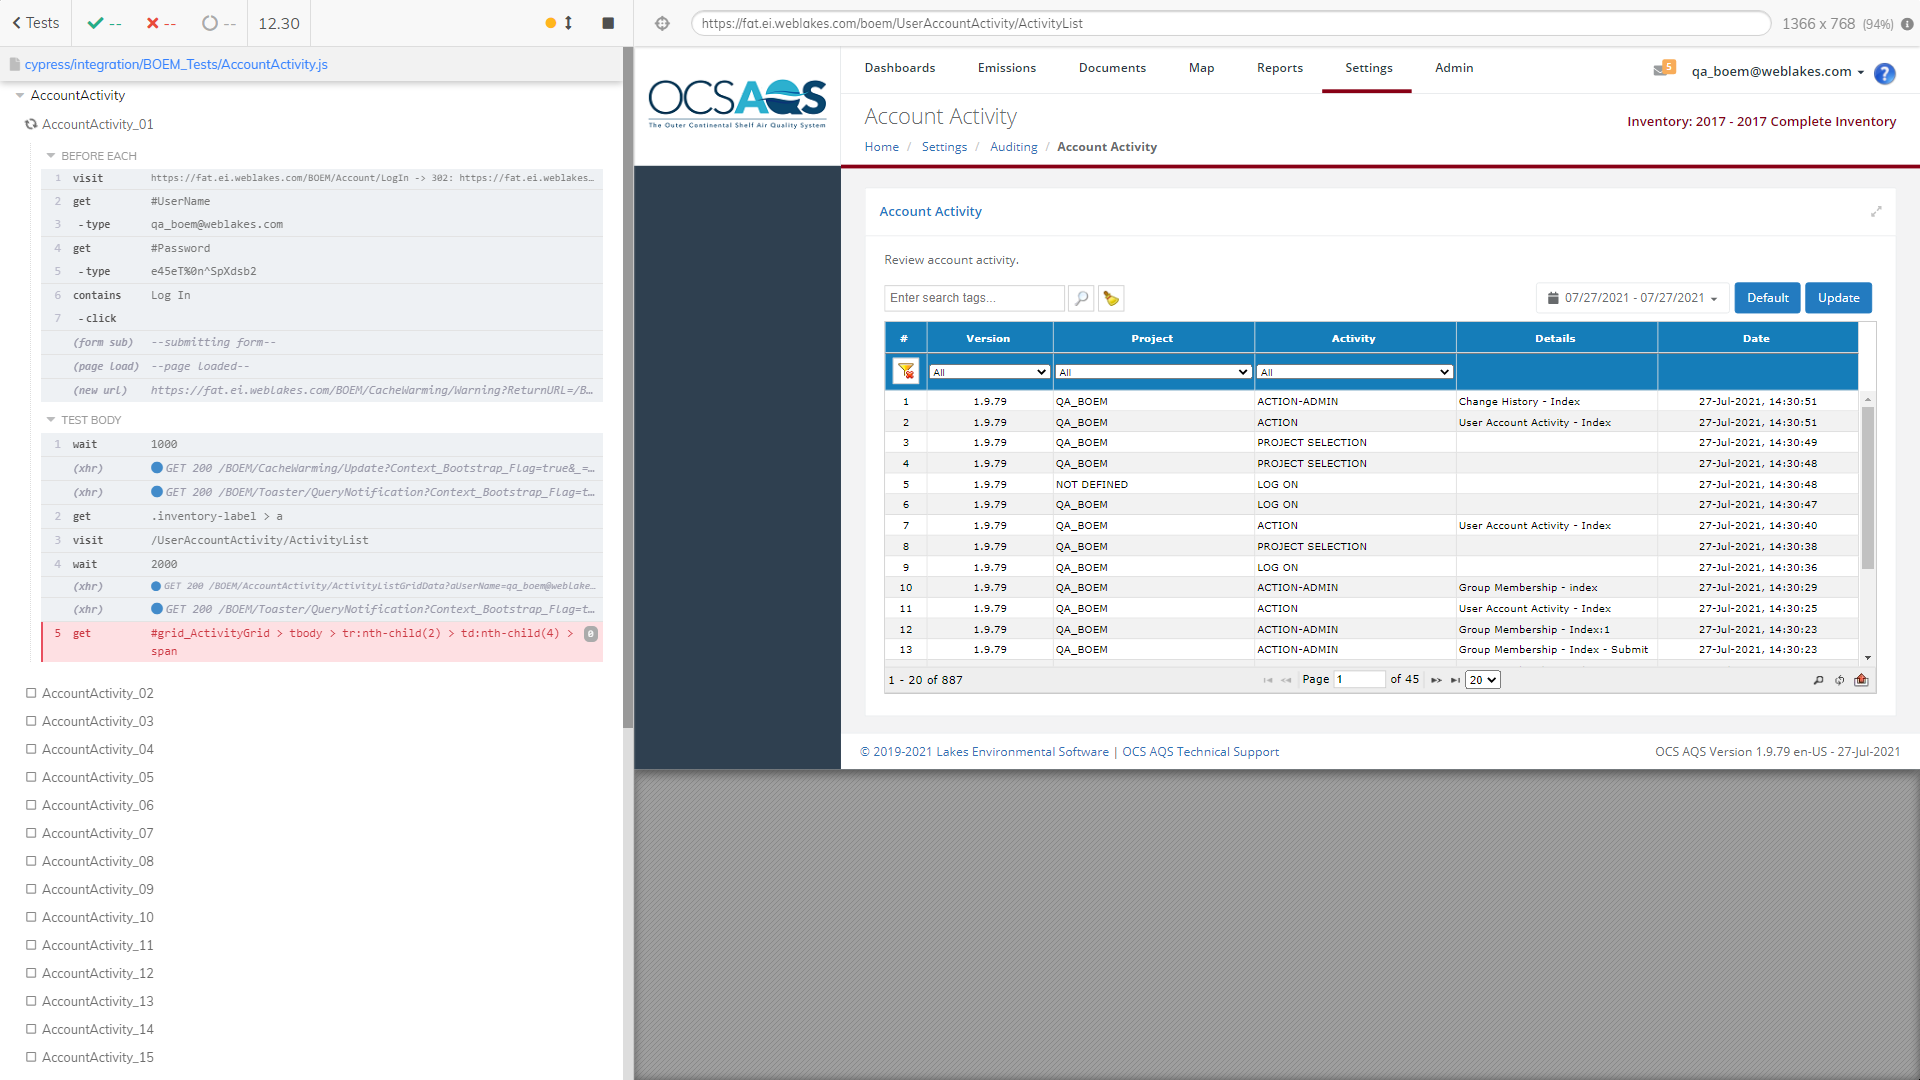 Tests
--
--
--
12.30
cypress/integration/BOEM_Tests/AccountActivity.js
AccountActivity
AccountActivity_01
BEFORE EACH
1 visit https://fat.ei.weblakes.com/BOEM/Account/LogIn -> 302: https://fat.ei.weblakes…
2 get #UserName
3 -type qa_boem@weblakes.com
4 get #Password
5 -type e45eT%0n^SpXdsb2
6 contains Log In
7 -click
(form sub) --submitting form--
(page load) --page loaded--
(new url) https://fat.ei.weblakes.com/BOEM/CacheWarming/Warning?ReturnURL=/B…
TEST BODY
1 wait 1000
(xhr) GET 200 /BOEM/CacheWarming/Update?Context_Bootstrap_Flag=true&_=…
(xhr) GET 200 /BOEM/Toaster/QueryNotification?Context_Bootstrap_Flag=t…
2 get .inventory-label > a
3 visit /UserAccountActivity/ActivityList
4 wait 2000
(xhr) GET 200 /BOEM/AccountActivity/ActivityListGridData?aUserName=qa_boem@weblake…
(xhr) GET 200 /BOEM/Toaster/QueryNotification?Context_Bootstrap_Flag=t…
5 get #grid_ActivityGrid > tbody > tr:nth-child(2) > td:nth-child(4) > 0
span
AccountActivity_02
AccountActivity_03
AccountActivity_04
AccountActivity_05
AccountActivity_06
AccountActivity_07
AccountActivity_08
AccountActivity_09
AccountActivity_10
AccountActivity_11
AccountActivity_12
AccountActivity_13
AccountActivity_14
AccountActivity_15
https://fat.ei.weblakes.com/boem/UserAccountActivity/ActivityList
1366 x 768 (94%)
OCSAQS
The Outer Continental Shelf Air Quality System
Dashboards Emissions Documents Map Reports Settings Admin
5 qa_boem@weblakes.com ?
Account Activity
Inventory: 2017 - 2017 Complete Inventory
Home / Settings / Auditing / Account Activity
Account Activity
Review account activity.
Enter search tags...
07/27/2021 - 07/27/2021 Default Update
# Version Project Activity Details Date
All All All
1 1.9.79 QA_BOEM ACTION-ADMIN Change History - Index 27-Jul-2021, 14:30:51
2 1.9.79 QA_BOEM ACTION User Account Activity - Index 27-Jul-2021, 14:30:51
3 1.9.79 QA_BOEM PROJECT SELECTION 27-Jul-2021, 14:30:49
4 1.9.79 QA_BOEM PROJECT SELECTION 27-Jul-2021, 14:30:48
5 1.9.79 NOT DEFINED LOG ON 27-Jul-2021, 14:30:48
6 1.9.79 QA_BOEM LOG ON 27-Jul-2021, 14:30:47
7 1.9.79 QA_BOEM ACTION User Account Activity - Index 27-Jul-2021, 14:30:40
8 1.9.79 QA_BOEM PROJECT SELECTION 27-Jul-2021, 14:30:38
9 1.9.79 QA_BOEM LOG ON 27-Jul-2021, 14:30:36
10 1.9.79 QA_BOEM ACTION-ADMIN Group Membership - index 27-Jul-2021, 14:30:29
11 1.9.79 QA_BOEM ACTION User Account Activity - Index 27-Jul-2021, 14:30:25
12 1.9.79 QA_BOEM ACTION-ADMIN Group Membership - Index:1 27-Jul-2021, 14:30:23
13 1.9.79 QA_BOEM ACTION-ADMIN Group Membership - Index - Submit 27-Jul-2021, 14:30:23
1 - 20 of 887 Page 1 of 45 20
© 2019-2021 Lakes Environmental Software | OCS AQS Technical Support
OCS AQS Version 1.9.79 en-US - 27-Jul-2021